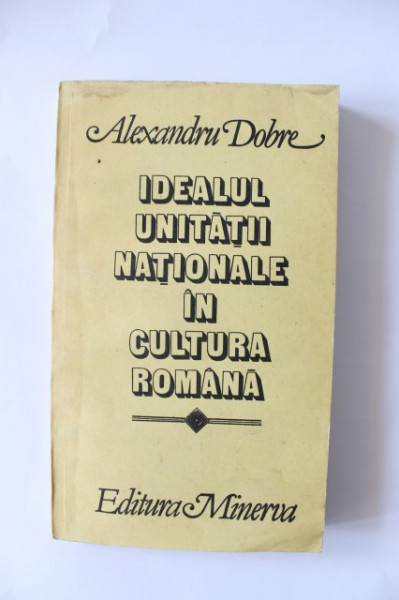 Alexandru Dobre
IDEALUL
UNITĂȚII
NAȚIONALE
ÎN
CULTURA
ROMÂNĂ
Editura Minerva